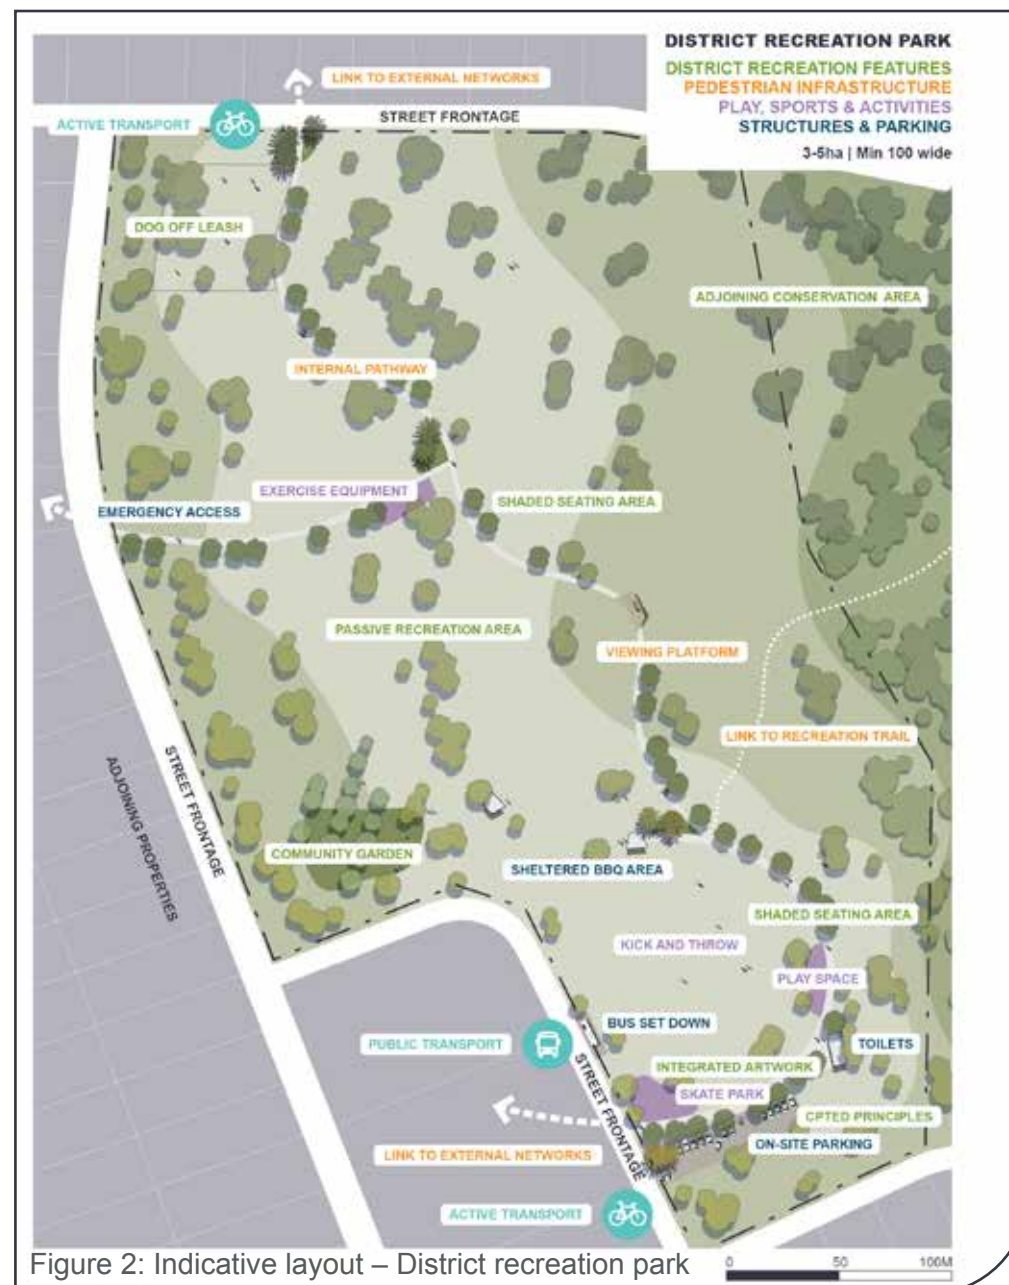 DISTRICT RECREATION PARK
DISTRICT RECREATION FEATURES
PEDESTRIAN INFRASTRUCTURE
PLAY, SPORTS & ACTIVITIES
STRUCTURES & PARKING
3-5ha | Min 100 wide
LINK TO EXTERNAL NETWORKS
STREET FRONTAGE
ACTIVE TRANSPORT
DOG OFF LEASH
ADJOINING CONSERVATION AREA
INTERNAL PATHWAY
EXERCISE EQUIPMENT
SHADED SEATING AREA
EMERGENCY ACCESS
PASSIVE RECREATION AREA
VIEWING PLATFORM
LINK TO RECREATION TRAIL
STREET FRONTAGE
ADJOINING PROPERTIES
COMMUNITY GARDEN
SHELTERED BBQ AREA
SHADED SEATING AREA
KICK AND THROW
PLAY SPACE
BUS SET DOWN
PUBLIC TRANSPORT
TOILETS
STREET FRONTAGE
INTEGRATED ARTWORK
SKATE PARK
CPTED PRINCIPLES
ON-SITE PARKING
LINK TO EXTERNAL NETWORKS
ACTIVE TRANSPORT
Figure 2: Indicative layout – District recreation park
0 50 100M